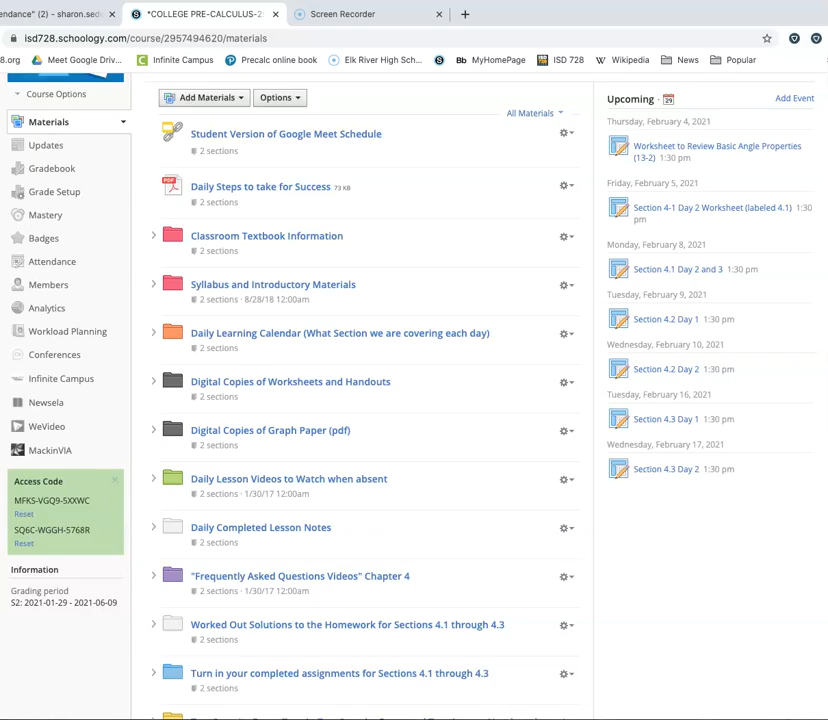 endance" (2) - sharon.sed ×
*COLLEGE PRE-CALCULUS-2 ×
Screen Recorder ×
+
isd728.schoology.com/course/2957494620/materials
8.org
Meet Google Driv...
Infinite Campus
Precalc online book
Elk River High Sch...
Bb MyHomePage
ISD 728
W Wikipedia
News
Popular
Course Options
Materials
Updates
Gradebook
Grade Setup
Mastery
Badges
Attendance
Members
Analytics
Workload Planning
Conferences
Infinite Campus
Newsela
WeVideo
MackinVIA
Access Code ×
MFKS-VGQ9-5XXWC
Reset
SQ6C-WGGH-5768R
Reset
Information
Grading period
S2: 2021-01-29 - 2021-06-09
Add Materials
Options
All Materials
Student Version of Google Meet Schedule
2 sections
PDF
Daily Steps to take for Success 73 KB
2 sections
Classroom Textbook Information
2 sections
Syllabus and Introductory Materials
2 sections · 8/28/18 12:00am
Daily Learning Calendar (What Section we are covering each day)
2 sections
Digital Copies of Worksheets and Handouts
2 sections
Digital Copies of Graph Paper (pdf)
2 sections
Daily Lesson Videos to Watch when absent
2 sections · 1/30/17 12:00am
Daily Completed Lesson Notes
2 sections
"Frequently Asked Questions Videos" Chapter 4
2 sections · 1/30/17 12:00am
Worked Out Solutions to the Homework for Sections 4.1 through 4.3
2 sections
Turn in your completed assignments for Sections 4.1 through 4.3
2 sections
Upcoming · 29
Add Event
Thursday, February 4, 2021
Worksheet to Review Basic Angle Properties
(13-2) 1:30 pm
Friday, February 5, 2021
Section 4-1 Day 2 Worksheet (labeled 4.1) 1:30
pm
Monday, February 8, 2021
Section 4.1 Day 2 and 3 1:30 pm
Tuesday, February 9, 2021
Section 4.2 Day 1 1:30 pm
Wednesday, February 10, 2021
Section 4.2 Day 2 1:30 pm
Tuesday, February 16, 2021
Section 4.3 Day 1 1:30 pm
Wednesday, February 17, 2021
Section 4.3 Day 2 1:30 pm